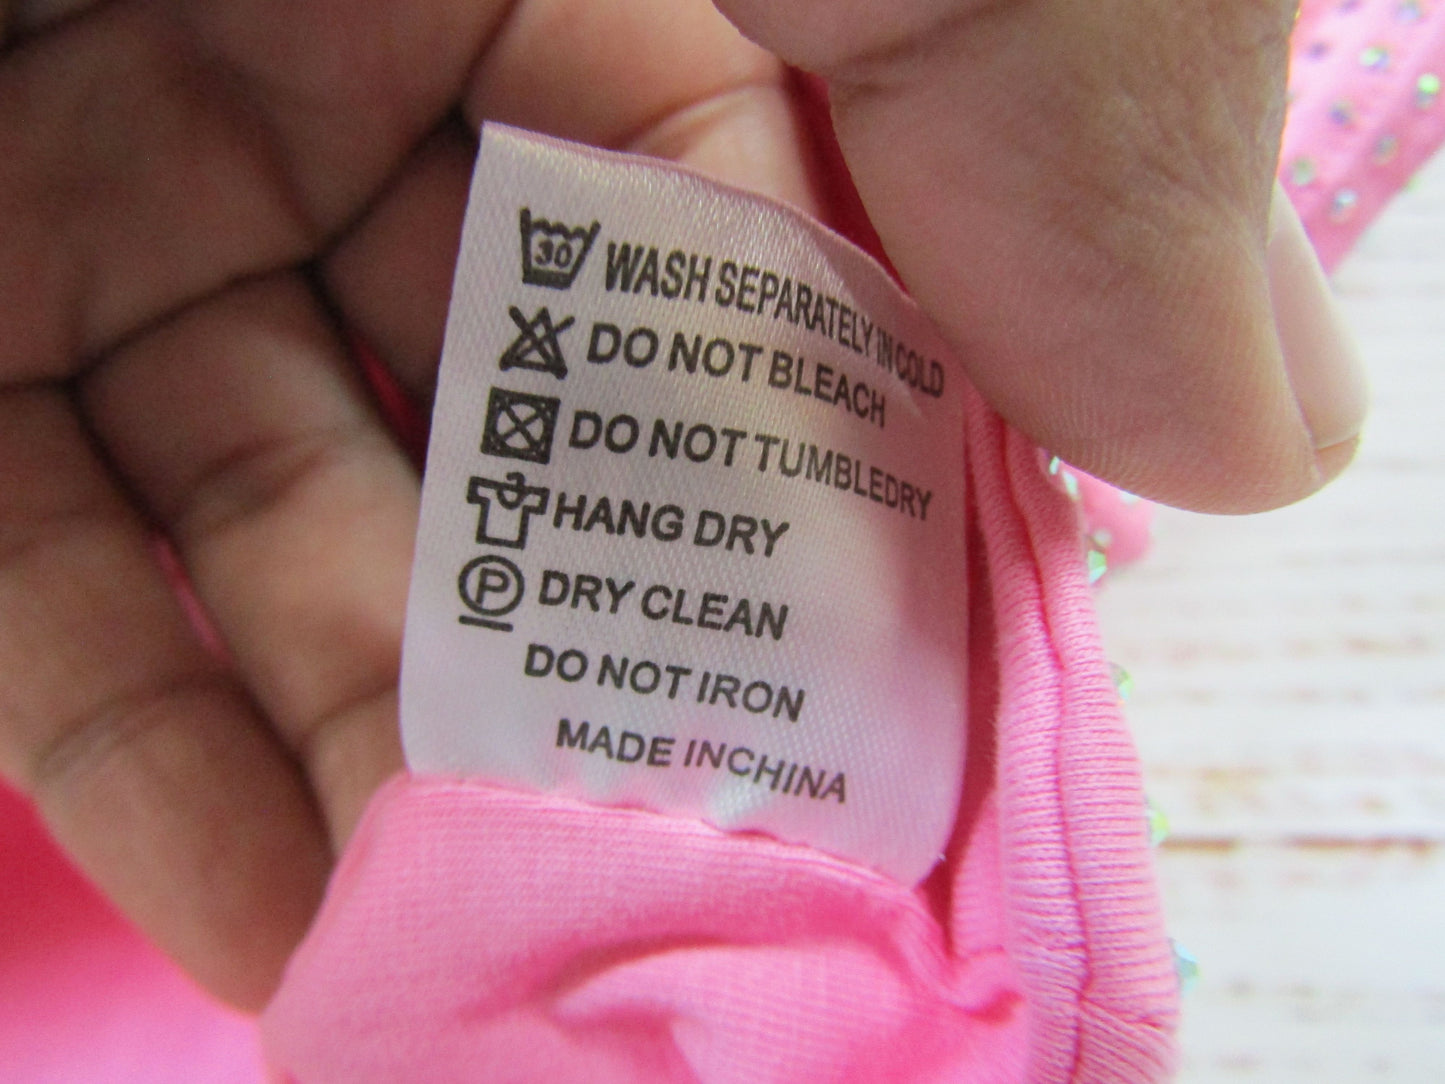 30 WASH SEPARATELY IN COLD
DO NOT BLEACH
DO NOT TUMBLEDRY
HANG DRY
P DRY CLEAN
DO NOT IRON
MADE INCHINA